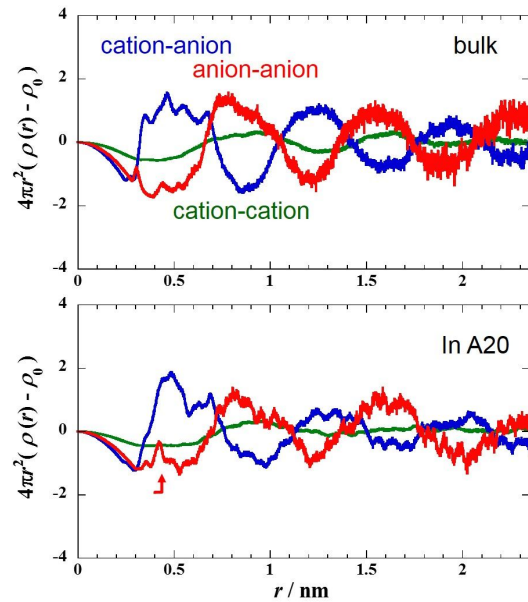 4
cation-anion
bulk
2
anion-anion
0
-2
cation-cation
-4
0
0.5
1
1.5
2
4πr²( ρ(r) - ρ₀ )
4
In A20
2
0
-2
-4
0
0.5
1
1.5
2
4πr²( ρ(r) - ρ₀ )
r / nm